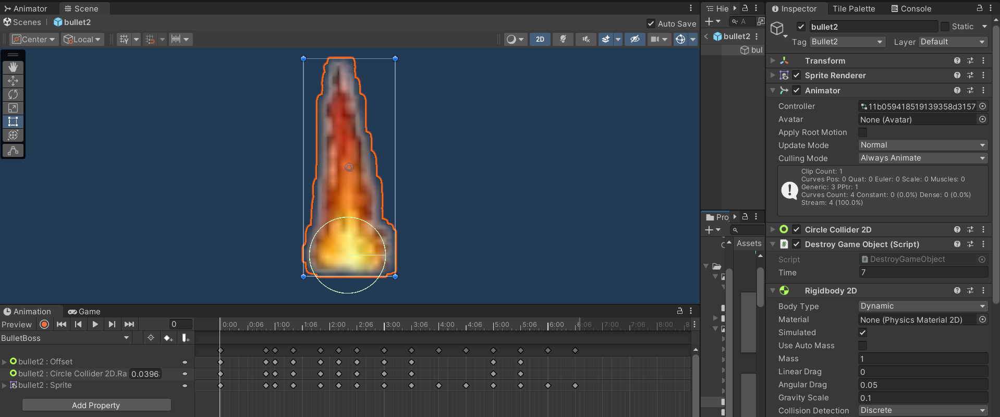 Animator
Scene
Scenes
bullet2
Auto Save
Center
Local
2D
Hie
A
bullet2
bul
Pro
Assets
Inspector
Tile Palette
Console
bullet2
Static
Tag Bullet2
Layer Default
Transform
Sprite Renderer
Animator
Controller 11b059418519139358d3157
Avatar None (Avatar)
Apply Root Motion
Update Mode Normal
Culling Mode Always Animate
Clip Count: 1
Curves Pos: 0 Quat: 0 Euler: 0 Scale: 0 Muscles: 0
Generic: 3 PPtr: 1
Curves Count: 4 Constant: 0 (0.0%) Dense: 0 (0.0%)
Stream: 4 (100.0%)
Circle Collider 2D
Destroy Game Object (Script)
Script DestroyGameObject
Time 7
Rigidbody 2D
Body Type Dynamic
Material None (Physics Material 2D)
Simulated
Use Auto Mass
Mass 1
Linear Drag 0
Angular Drag 0.05
Gravity Scale 0.1
Collision Detection Discrete
Animation
Game
Preview 0
0:00 0:06 1:00 1:06 2:00 2:06 3:00 3:06 4:00 4:06 5:00 5:06 6:00 6:06 7:00 7:06 8:00 8
BulletBoss
bullet2 : Offset
bullet2 : Circle Collider 2D.Ra 0.0396
bullet2 : Sprite
Add Property